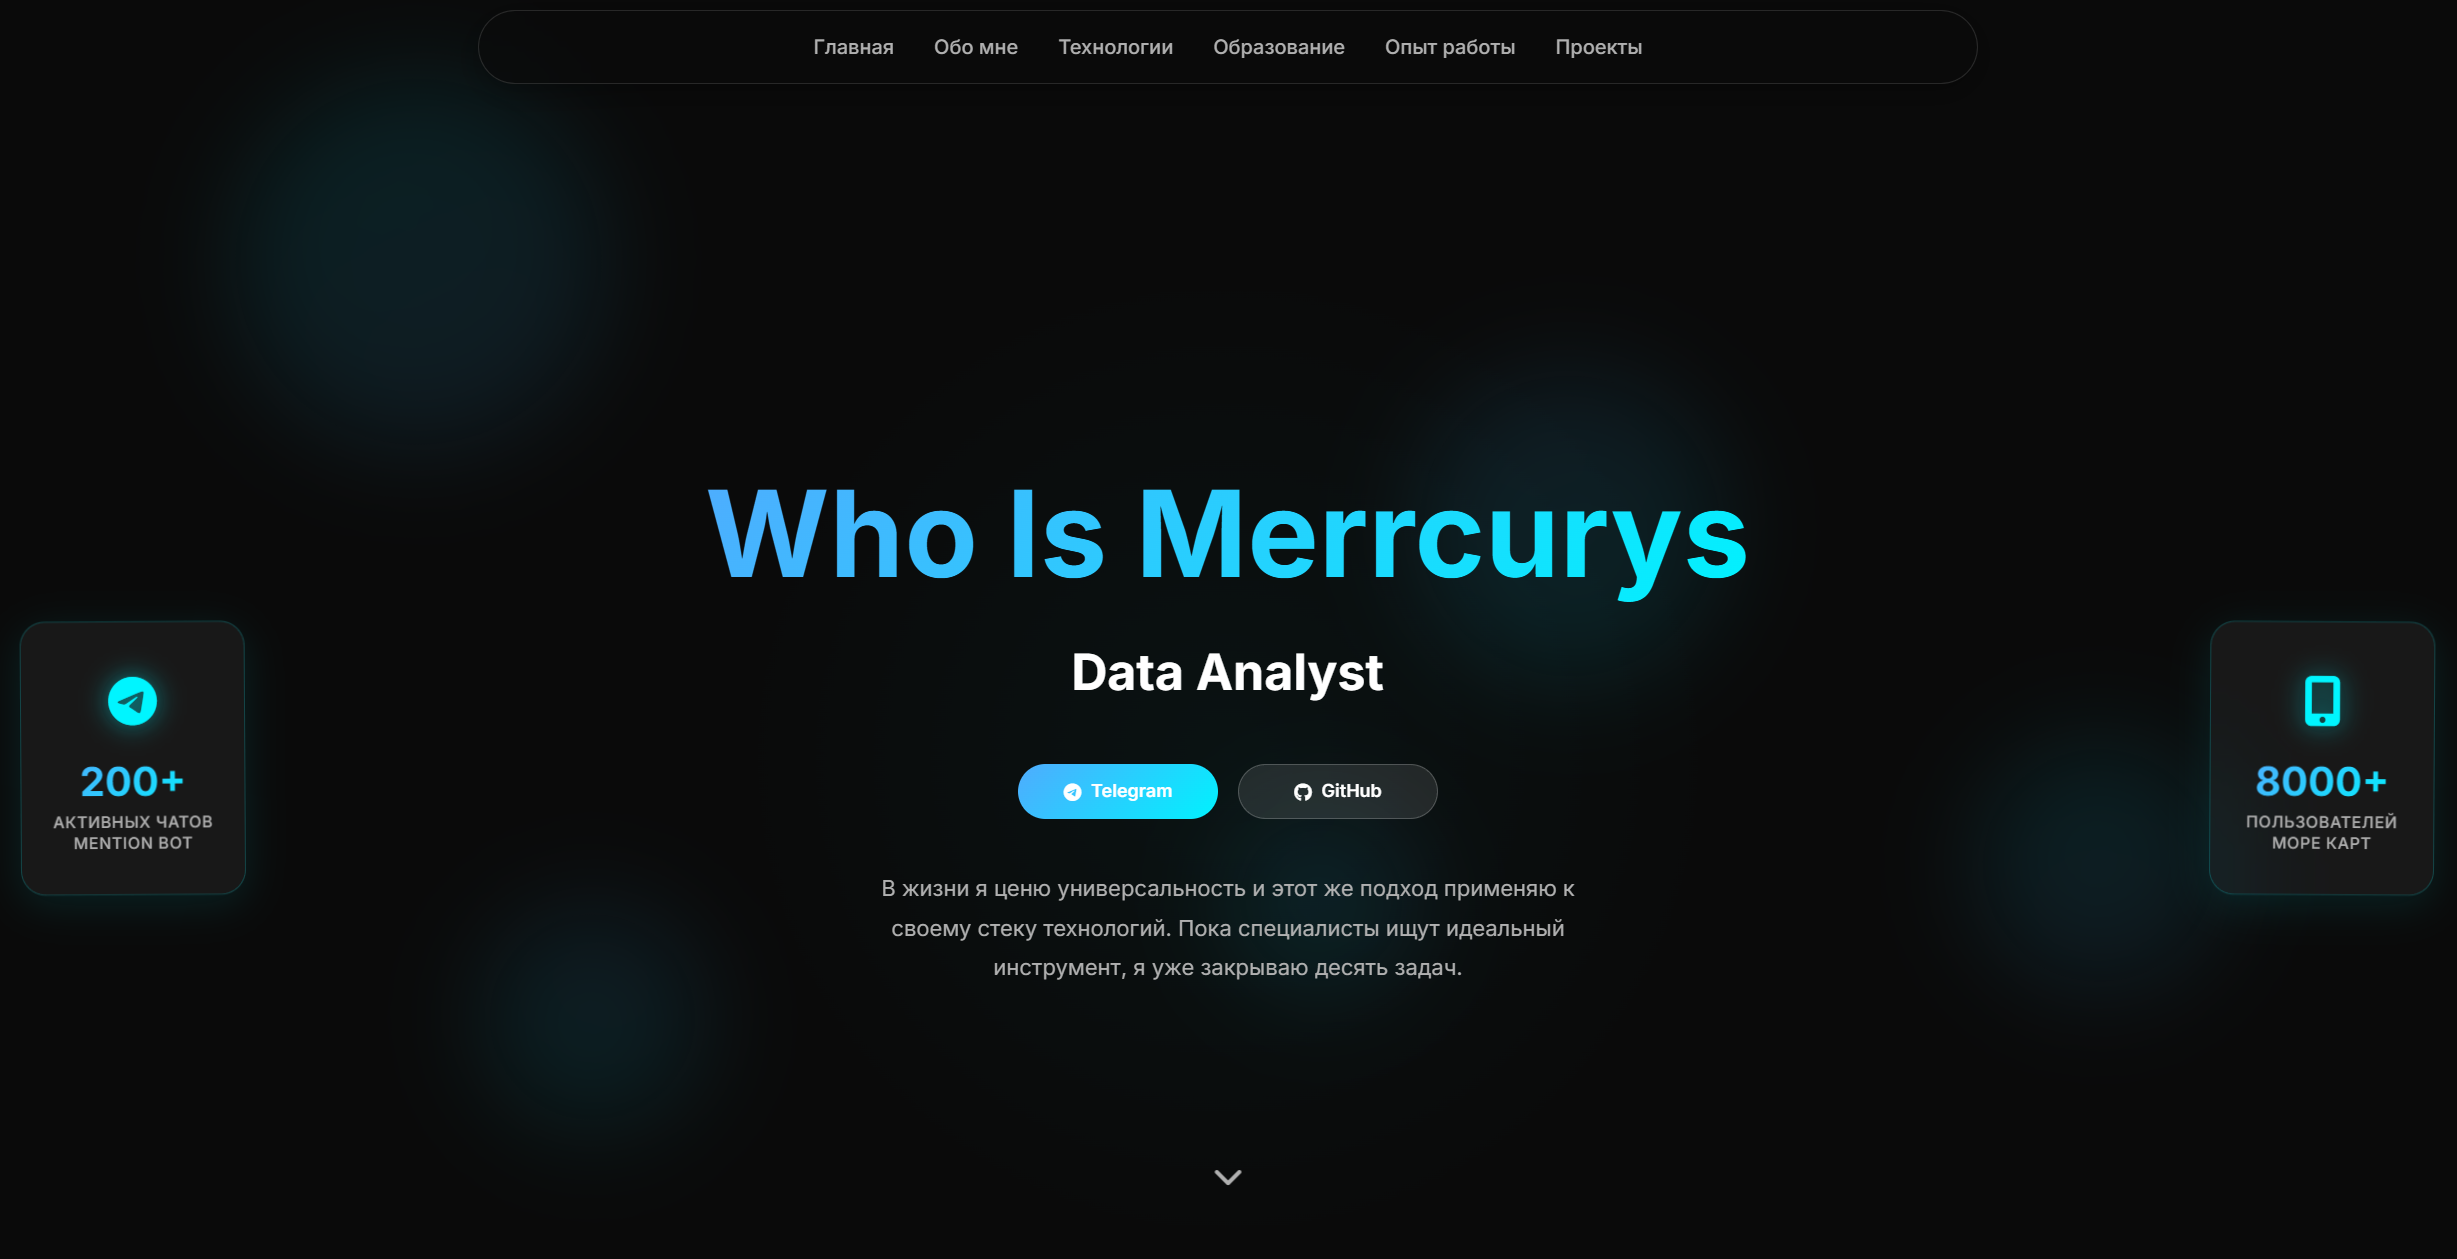 Главная Обо мне Технологии Образование Опыт работы Проекты
Who Is Merrcurys
Data Analyst
Telegram GitHub
200+
АКТИВНЫХ ЧАТОВ
MENTION BOT
8000+
ПОЛЬЗОВАТЕЛЕЙ
МОРЕ КАРТ
В жизни я ценю универсальность и этот же подход применяю к
своему стеку технологий. Пока специалисты ищут идеальный
инструмент, я уже закрываю десять задач.